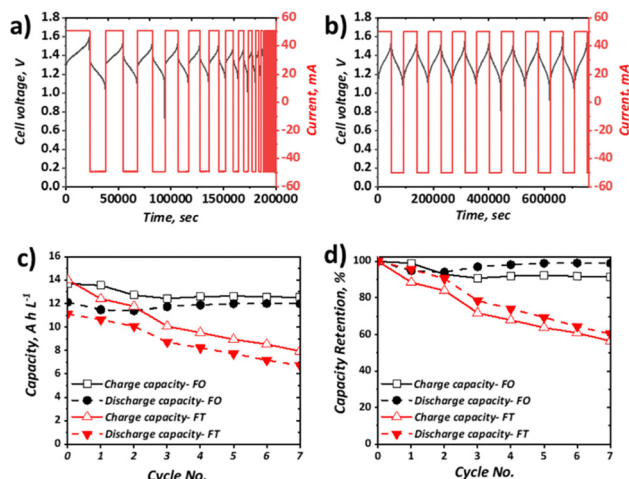 a)
1.8
1.6
1.4
1.2
1.0
0.8
0.6
0.4
0.2
0.0
Cell voltage, V
0 50000 100000 150000 200000
Time, sec
60
40
20
0
-20
-40
-60
Current, mA
b)
1.8
1.6
1.4
1.2
1.0
0.8
0.6
0.4
0.2
0.0
Cell voltage, V
0 200000 400000 600000
Time, sec
60
40
20
0
-20
-40
-60
Current, mA
c)
16
14
12
10
8
6
4
2
0
Capacity, A h L⁻¹
Charge capacity- FO
Discharge capacity- FO
Charge capacity- FT
Discharge capacity- FT
0 1 2 3 4 5 6 7
Cycle No.
d)
100
80
60
40
20
0
Capacity Retention, %
Charge capacity- FO
Discharge capacity- FO
Charge capacity- FT
Discharge capacity- FT
0 1 2 3 4 5 6 7
Cycle No.